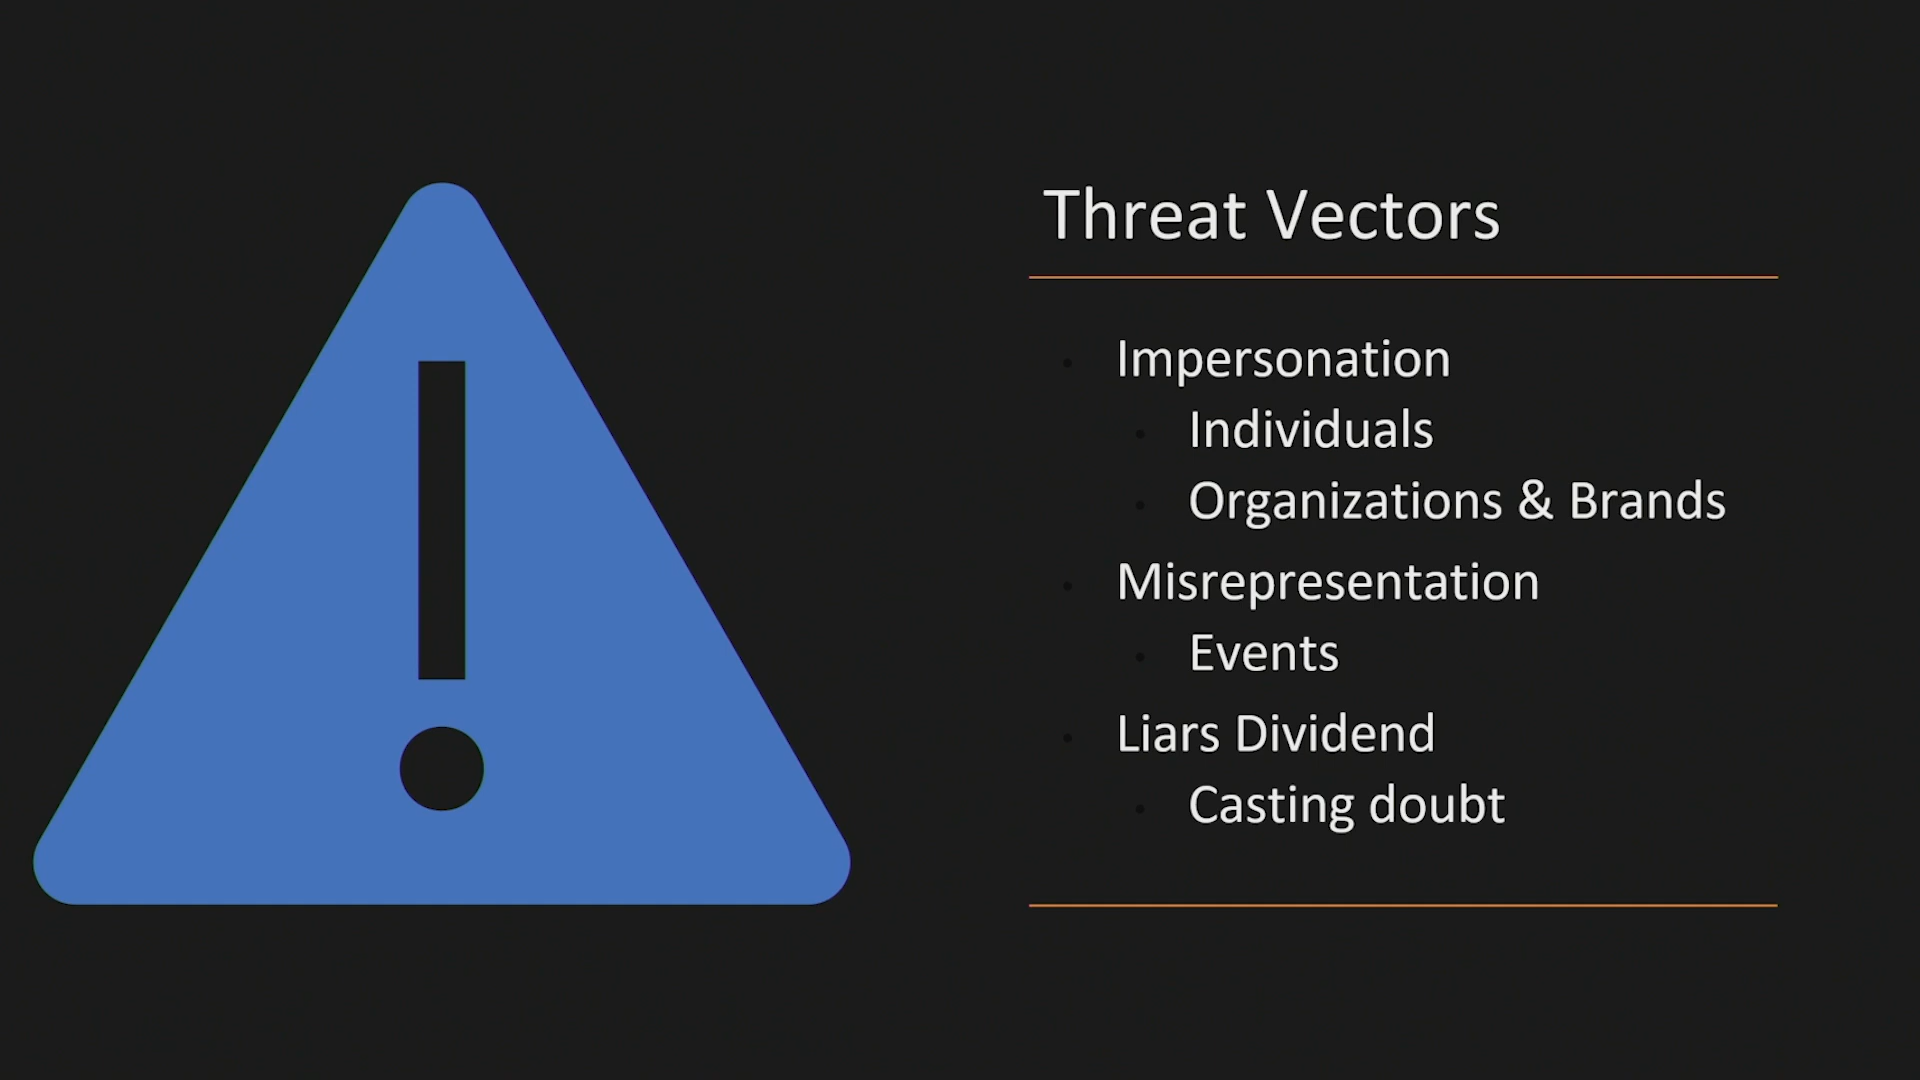 Threat Vectors
Impersonation
Individuals
Organizations & Brands
Misrepresentation
Events
Liars Dividend
Casting doubt